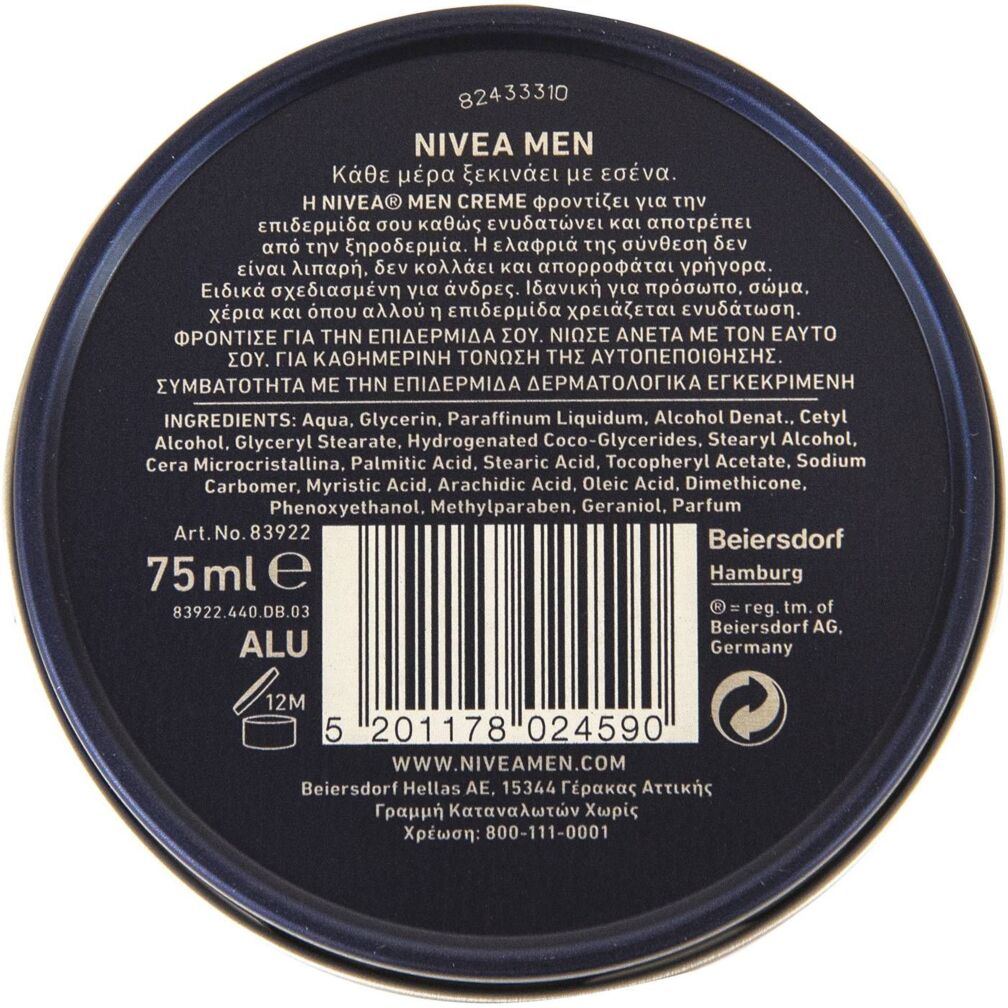 82433310
NIVEA MEN
Κάθε μέρα ξεκινάει με εσένα.
Η NIVEA® MEN CREME φροντίζει για την
επιδερμίδα σου καθώς ενυδατώνει και αποτρέπει
από την ξηροδερμία. Η ελαφριά της σύνθεση δεν
είναι λιπαρή, δεν κολλάει και απορροφάται γρήγορα.
Ειδικά σχεδιασμένη για άνδρες. Ιδανική για πρόσωπο, σώμα,
χέρια και όπου αλλού η επιδερμίδα χρειάζεται ενυδάτωση.
ΦΡΟΝΤΙΣΕ ΓΙΑ ΤΗΝ ΕΠΙΔΕΡΜΙΔΑ ΣΟΥ. ΝΙΩΣΕ ΑΝΕΤΑ ΜΕ ΤΟΝ ΕΑΥΤΟ
ΣΟΥ. ΓΙΑ ΚΑΘΗΜΕΡΙΝΗ ΤΟΝΩΣΗ ΤΗΣ ΑΥΤΟΠΕΠΟΙΘΗΣΗΣ.
ΣΥΜΒΑΤΟΤΗΤΑ ΜΕ ΤΗΝ ΕΠΙΔΕΡΜΙΔΑ ΔΕΡΜΑΤΟΛΟΓΙΚΑ ΕΓΚΕΚΡΙΜΕΝΗ
INGREDIENTS: Aqua, Glycerin, Paraffinum Liquidum, Alcohol Denat., Cetyl
Alcohol, Glyceryl Stearate, Hydrogenated Coco-Glycerides, Stearyl Alcohol,
Cera Microcristallina, Palmitic Acid, Stearic Acid, Tocopheryl Acetate, Sodium
Carbomer, Myristic Acid, Arachidic Acid, Oleic Acid, Dimethicone,
Phenoxyethanol, Methylparaben, Geraniol, Parfum
Art. No. 83922
75 ml ℮
83922.440.DB.03
ALU
12M
5 201178 024590
Beiersdorf
Hamburg
® = reg. tm. of
Beiersdorf AG,
Germany
WWW.NIVEAMEN.COM
Beiersdorf Hellas AE, 15344 Γέρακας Αττικής
Γραμμή Καταναλωτών Χωρίς
Χρέωση: 800-111-0001